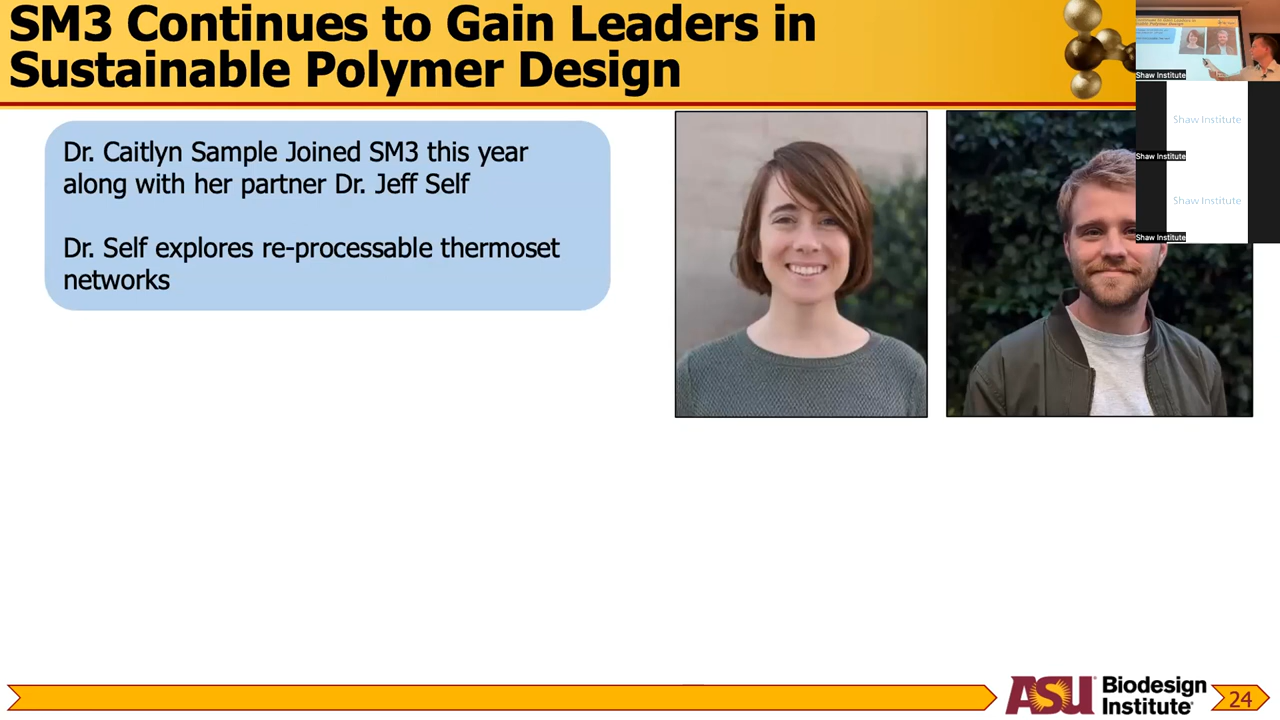 SM3 Continues to Gain Leaders in
Sustainable Polymer Design
Dr. Caitlyn Sample Joined SM3 this year
along with her partner Dr. Jeff Self
Dr. Self explores re-processable thermoset
networks
Shaw Institute
Shaw Institute
Shaw Institute
Shaw Institute
Shaw Institute
ASU Biodesign
Institute
24